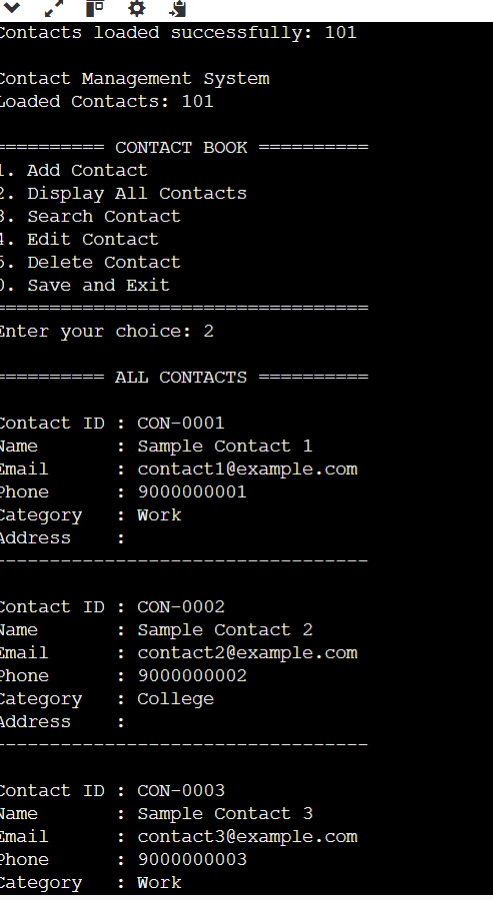 Contacts loaded successfully: 101
Contact Management System
Loaded Contacts: 101
========== CONTACT BOOK ==========
1. Add Contact
2. Display All Contacts
3. Search Contact
4. Edit Contact
5. Delete Contact
0. Save and Exit
==================================
Enter your choice: 2
========== ALL CONTACTS ==========
Contact ID : CON-0001
Name       : Sample Contact 1
Email      : contact1@example.com
Phone      : 9000000001
Category   : Work
Address    :
----------------------------------
Contact ID : CON-0002
Name       : Sample Contact 2
Email      : contact2@example.com
Phone      : 9000000002
Category   : College
Address    :
----------------------------------
Contact ID : CON-0003
Name       : Sample Contact 3
Email      : contact3@example.com
Phone      : 9000000003
Category   : Work